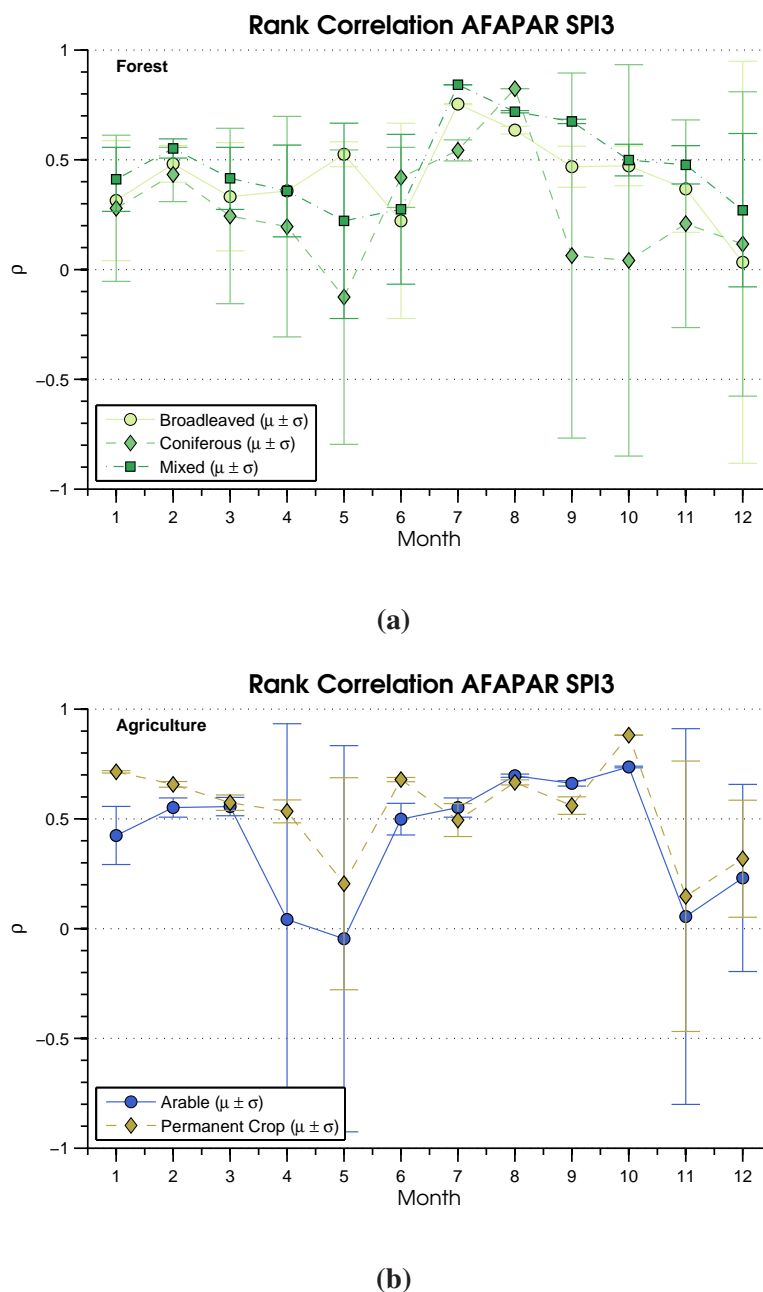 Rank Correlation AFAPAR SPI3
Forest
1
0.5
0
−0.5
−1
ρ
Broadleaved (μ ± σ)
Coniferous (μ ± σ)
Mixed (μ ± σ)
1 2 3 4 5 6 7 8 9 10 11 12
Month
(a)
Rank Correlation AFAPAR SPI3
Agriculture
1
0.5
0
−0.5
−1
ρ
Arable (μ ± σ)
Permanent Crop (μ ± σ)
1 2 3 4 5 6 7 8 9 10 11 12
Month
(b)